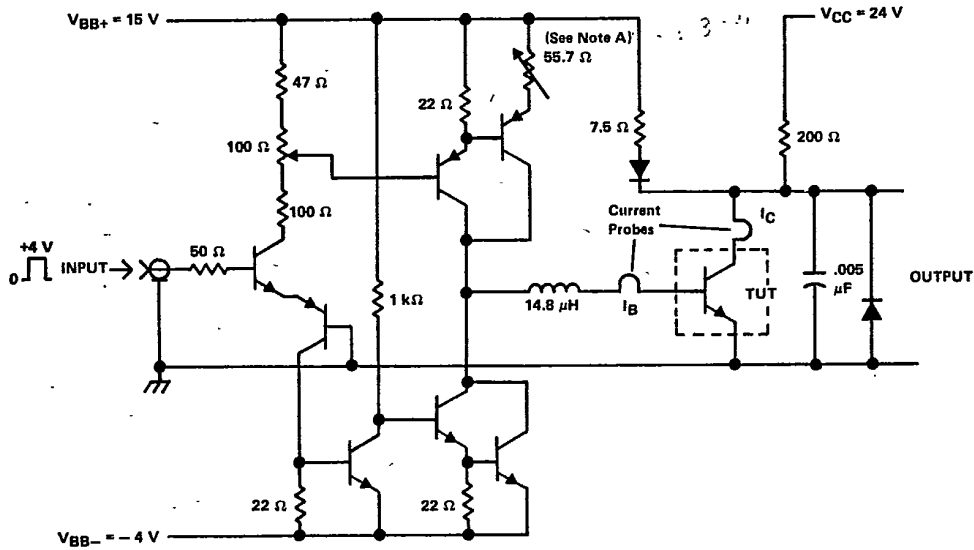 VBB+ = 15 V
VCC = 24 V
(See Note A)
55.7 Ω
47 Ω
22 Ω
7.5 Ω
200 Ω
100 Ω
100 Ω
Current
Probes
IC
+4 V
0
INPUT
50 Ω
1 kΩ
14.8 μH
IB
TUT
.005
μF
OUTPUT
22 Ω
22 Ω
VBB− = − 4 V